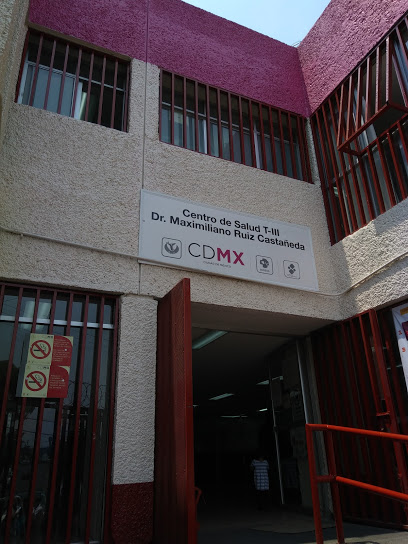 Centro de Salud T-III
Dr. Maximiliano Ruiz Castañeda
CDMX